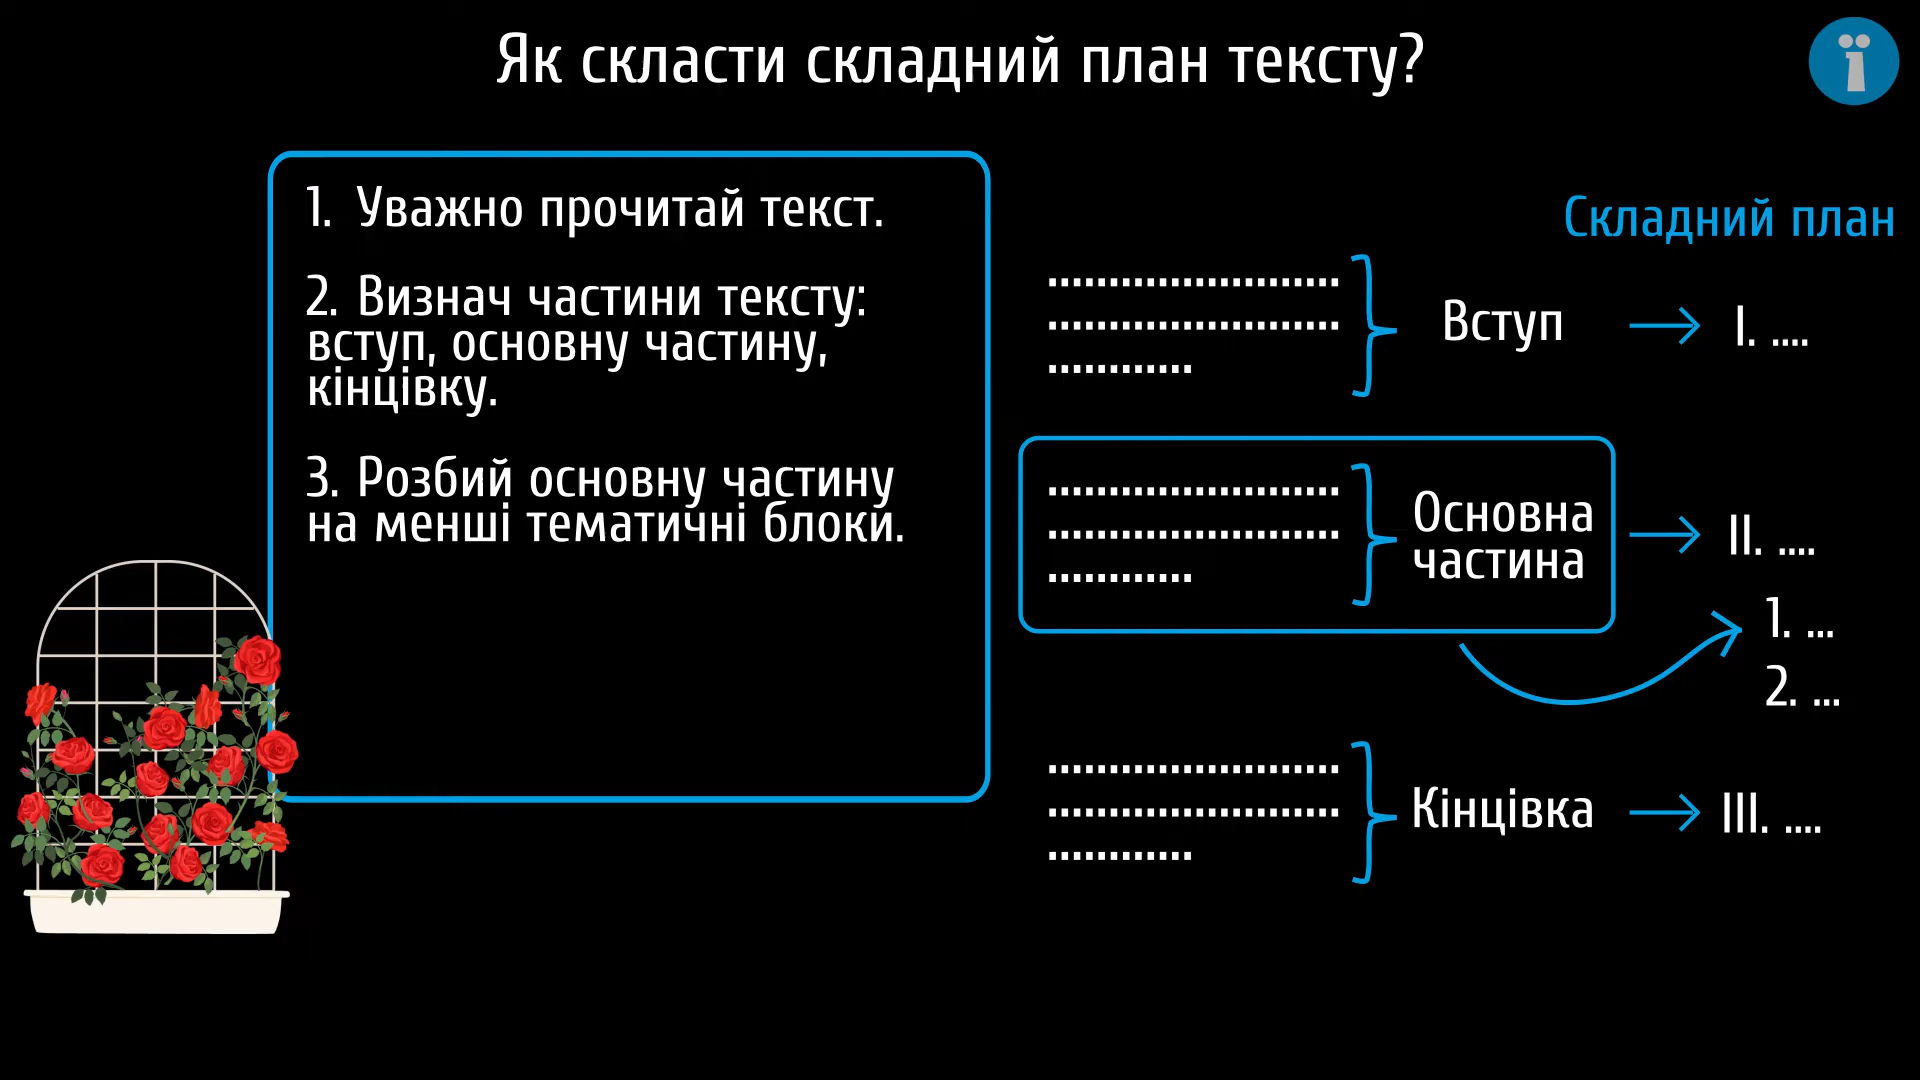 Як скласти складний план тексту?
ї
1. Уважно прочитай текст.
2. Визнач частини тексту:
вступ, основну частину,
кінцівку.
3. Розбий основну частину
на менші тематичні блоки.
Складний план
Вступ
I. ....
Основна
частина
II. ....
1. ...
2. ...
Кінцівка
III. ....